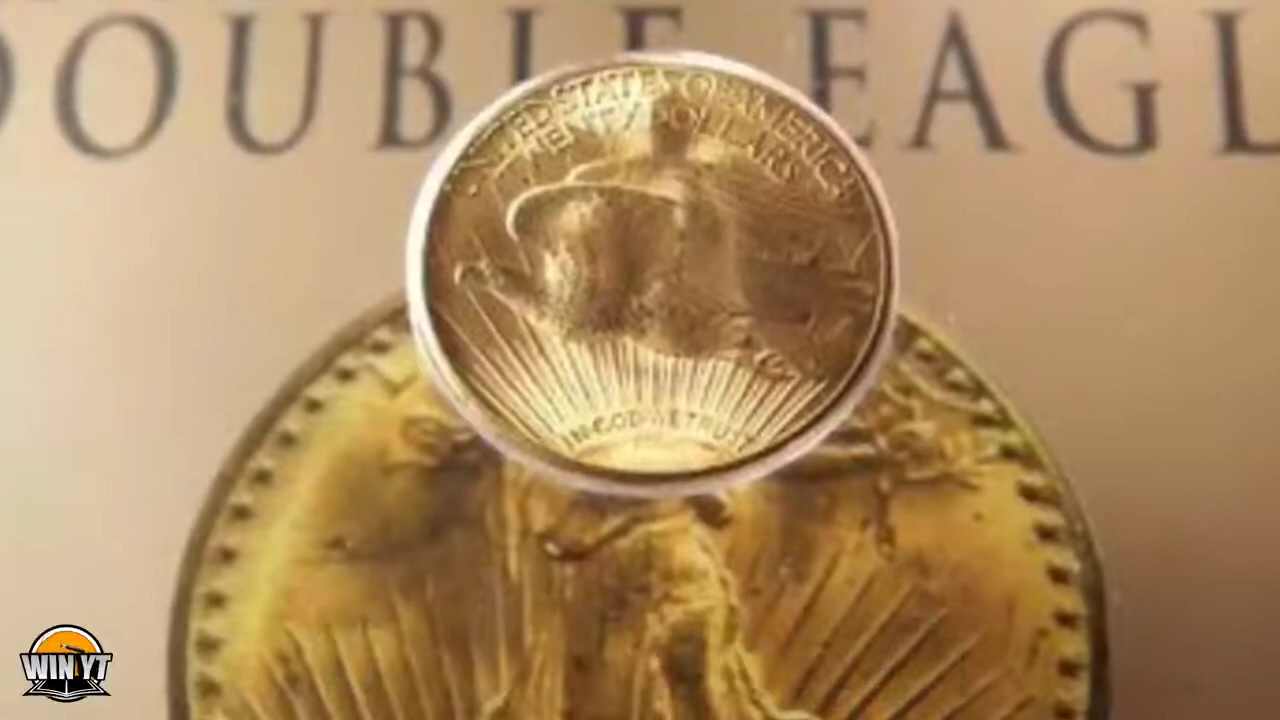 DOUBLE EAGL
UNITED STATES OF AMERICA
TWENTY DOLLARS
IN GOD WE TRUST
WIN YT